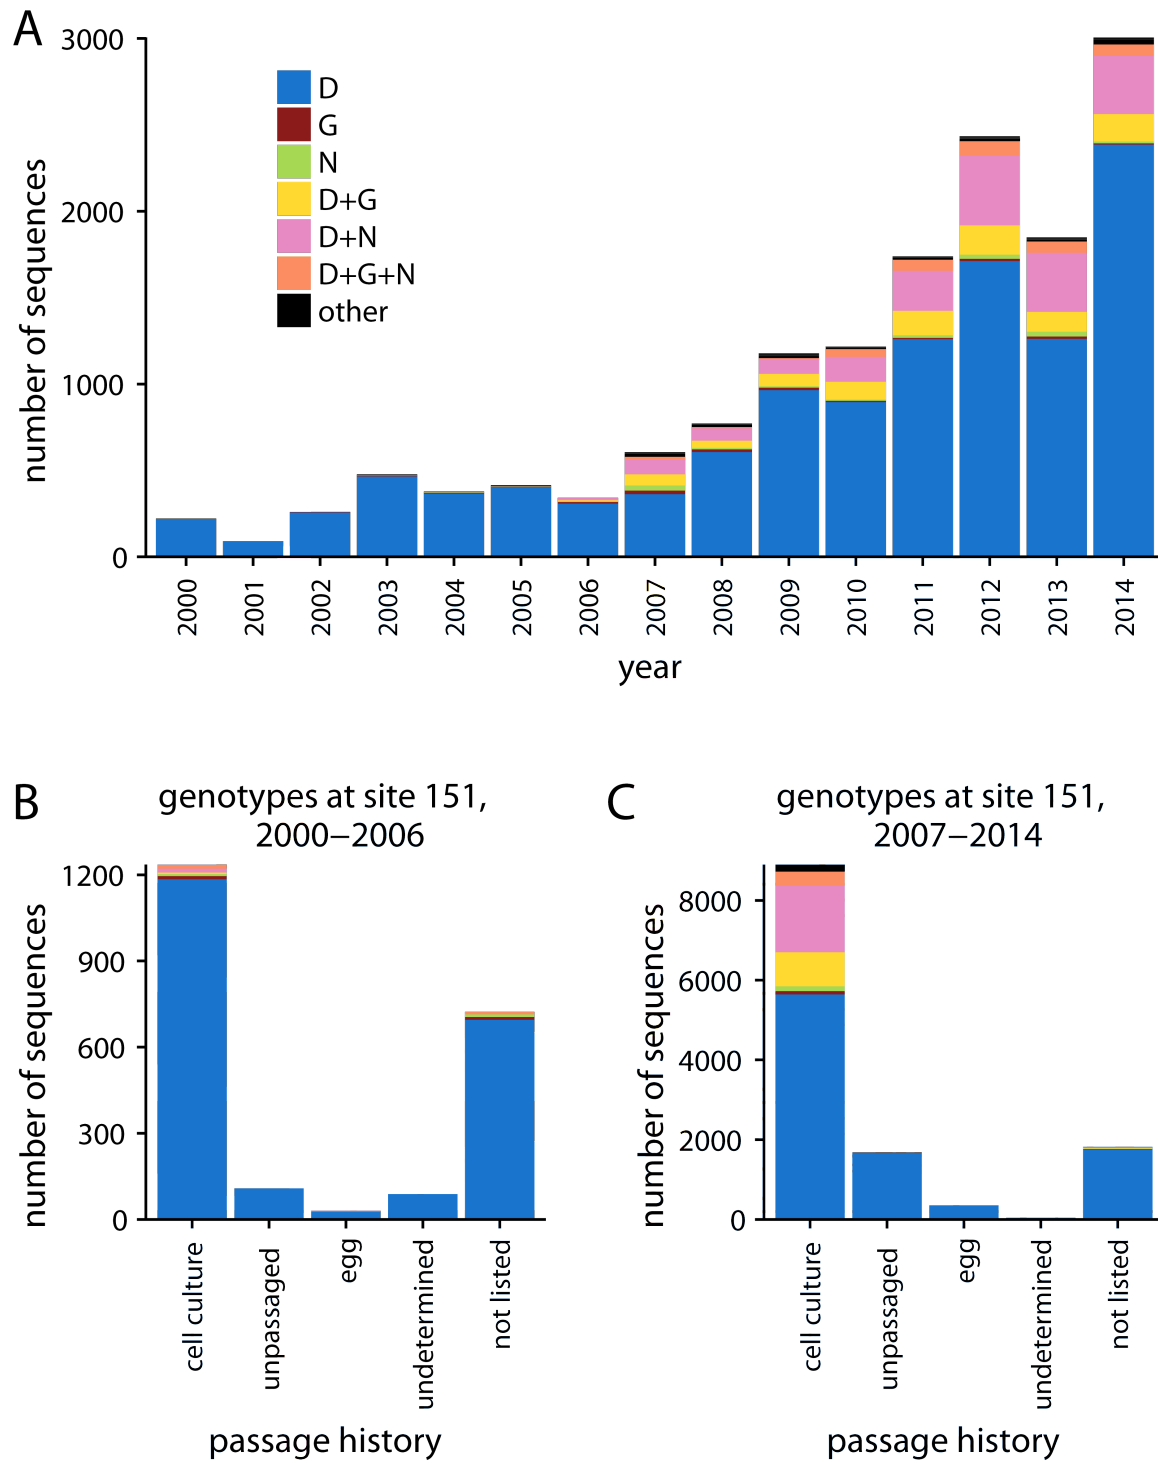 A
3000
2000
1000
0
number of sequences
D
G
N
D+G
D+N
D+G+N
other
2000
2001
2002
2003
2004
2005
2006
2007
2008
2009
2010
2011
2012
2013
2014
year
B
genotypes at site 151,
2000−2006
1200
900
600
300
0
number of sequences
cell culture
unpassaged
egg
undetermined
not listed
passage history
C
genotypes at site 151,
2007−2014
8000
6000
4000
2000
0
number of sequences
cell culture
unpassaged
egg
undetermined
not listed
passage history